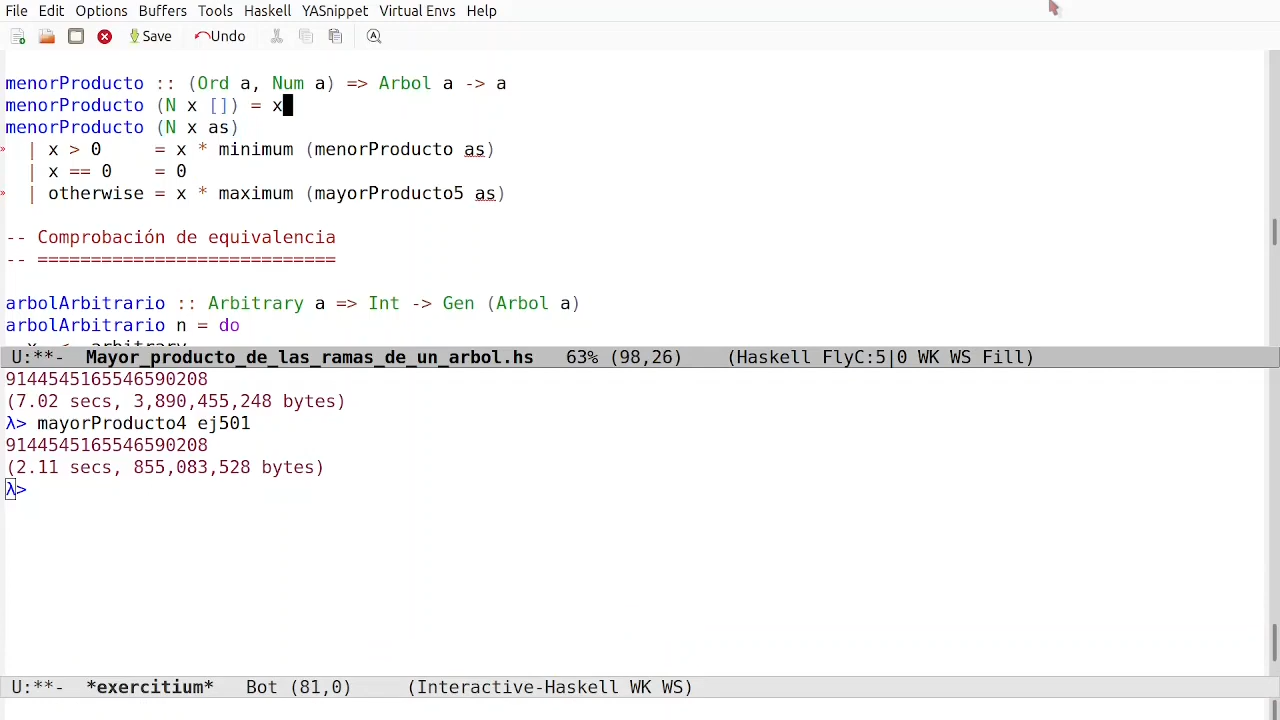 File Edit Options Buffers Tools Haskell YASnippet Virtual Envs Help
Save Undo
menorProducto :: (Ord a, Num a) => Arbol a -> a
menorProducto (N x []) = x
menorProducto (N x as)
» | x > 0     = x * minimum (menorProducto as)
  | x == 0    = 0
» | otherwise = x * maximum (mayorProducto5 as)
-- Comprobación de equivalencia
-- ============================
arbolArbitrario :: Arbitrary a => Int -> Gen (Arbol a)
arbolArbitrario n = do
x <- arbitrary
U:**-  Mayor_producto_de_las_ramas_de_un_arbol.hs   63% (98,26)     (Haskell FlyC:5|0 WK WS Fill)
9144545165546590208
(7.02 secs, 3,890,455,248 bytes)
λ> mayorProducto4 ej501
9144545165546590208
(2.11 secs, 855,083,528 bytes)
λ>
U:**-  *exercitium*   Bot (81,0)     (Interactive-Haskell WK WS)